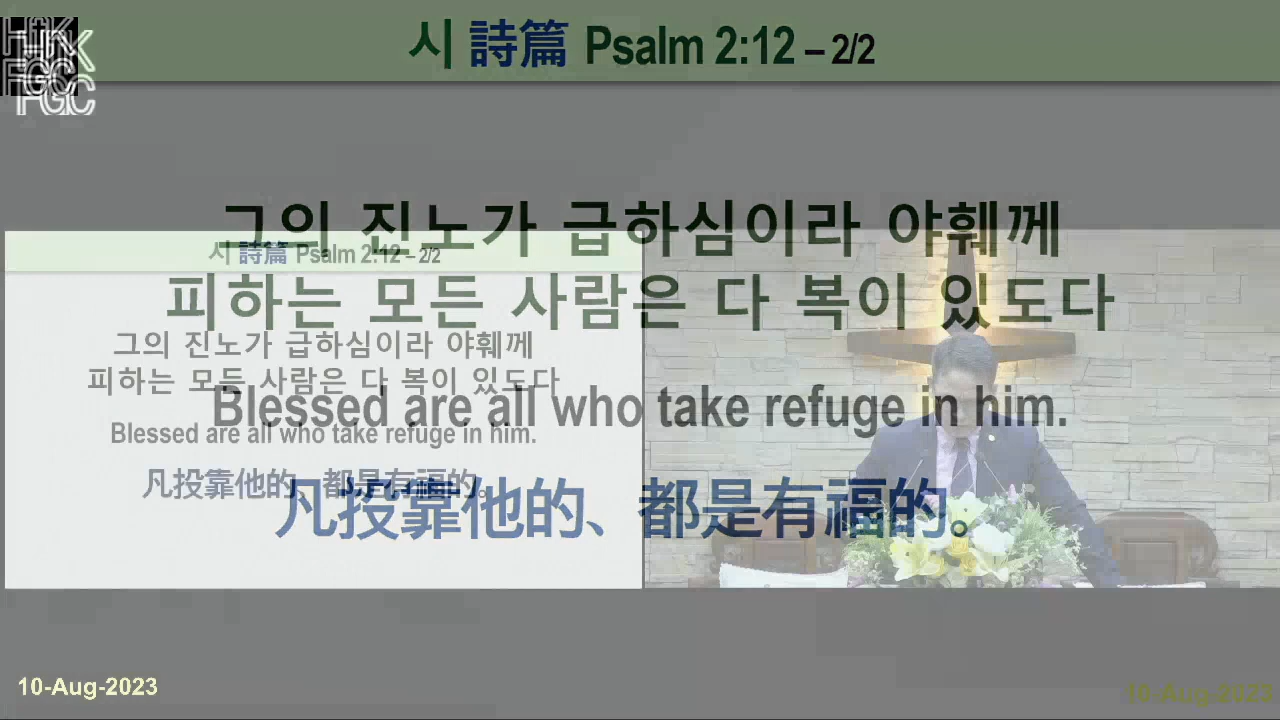 HK
FGC
시 詩篇 Psalm 2:12 – 2/2
그의 진노가 급하심이라 야훼께
피하는 모든 사람은 다 복이 있도다
Blessed are all who take refuge in him.
凡投靠他的、都是有福的。
시 詩篇 Psalm 2:12 – 2/2
그의 진노가 급하심이라 야훼께
피하는 모든 사람은 다 복이 있도다
Blessed are all who take refuge in him.
凡投靠他的、都是有福的。
10-Aug-2023
10-Aug-2023